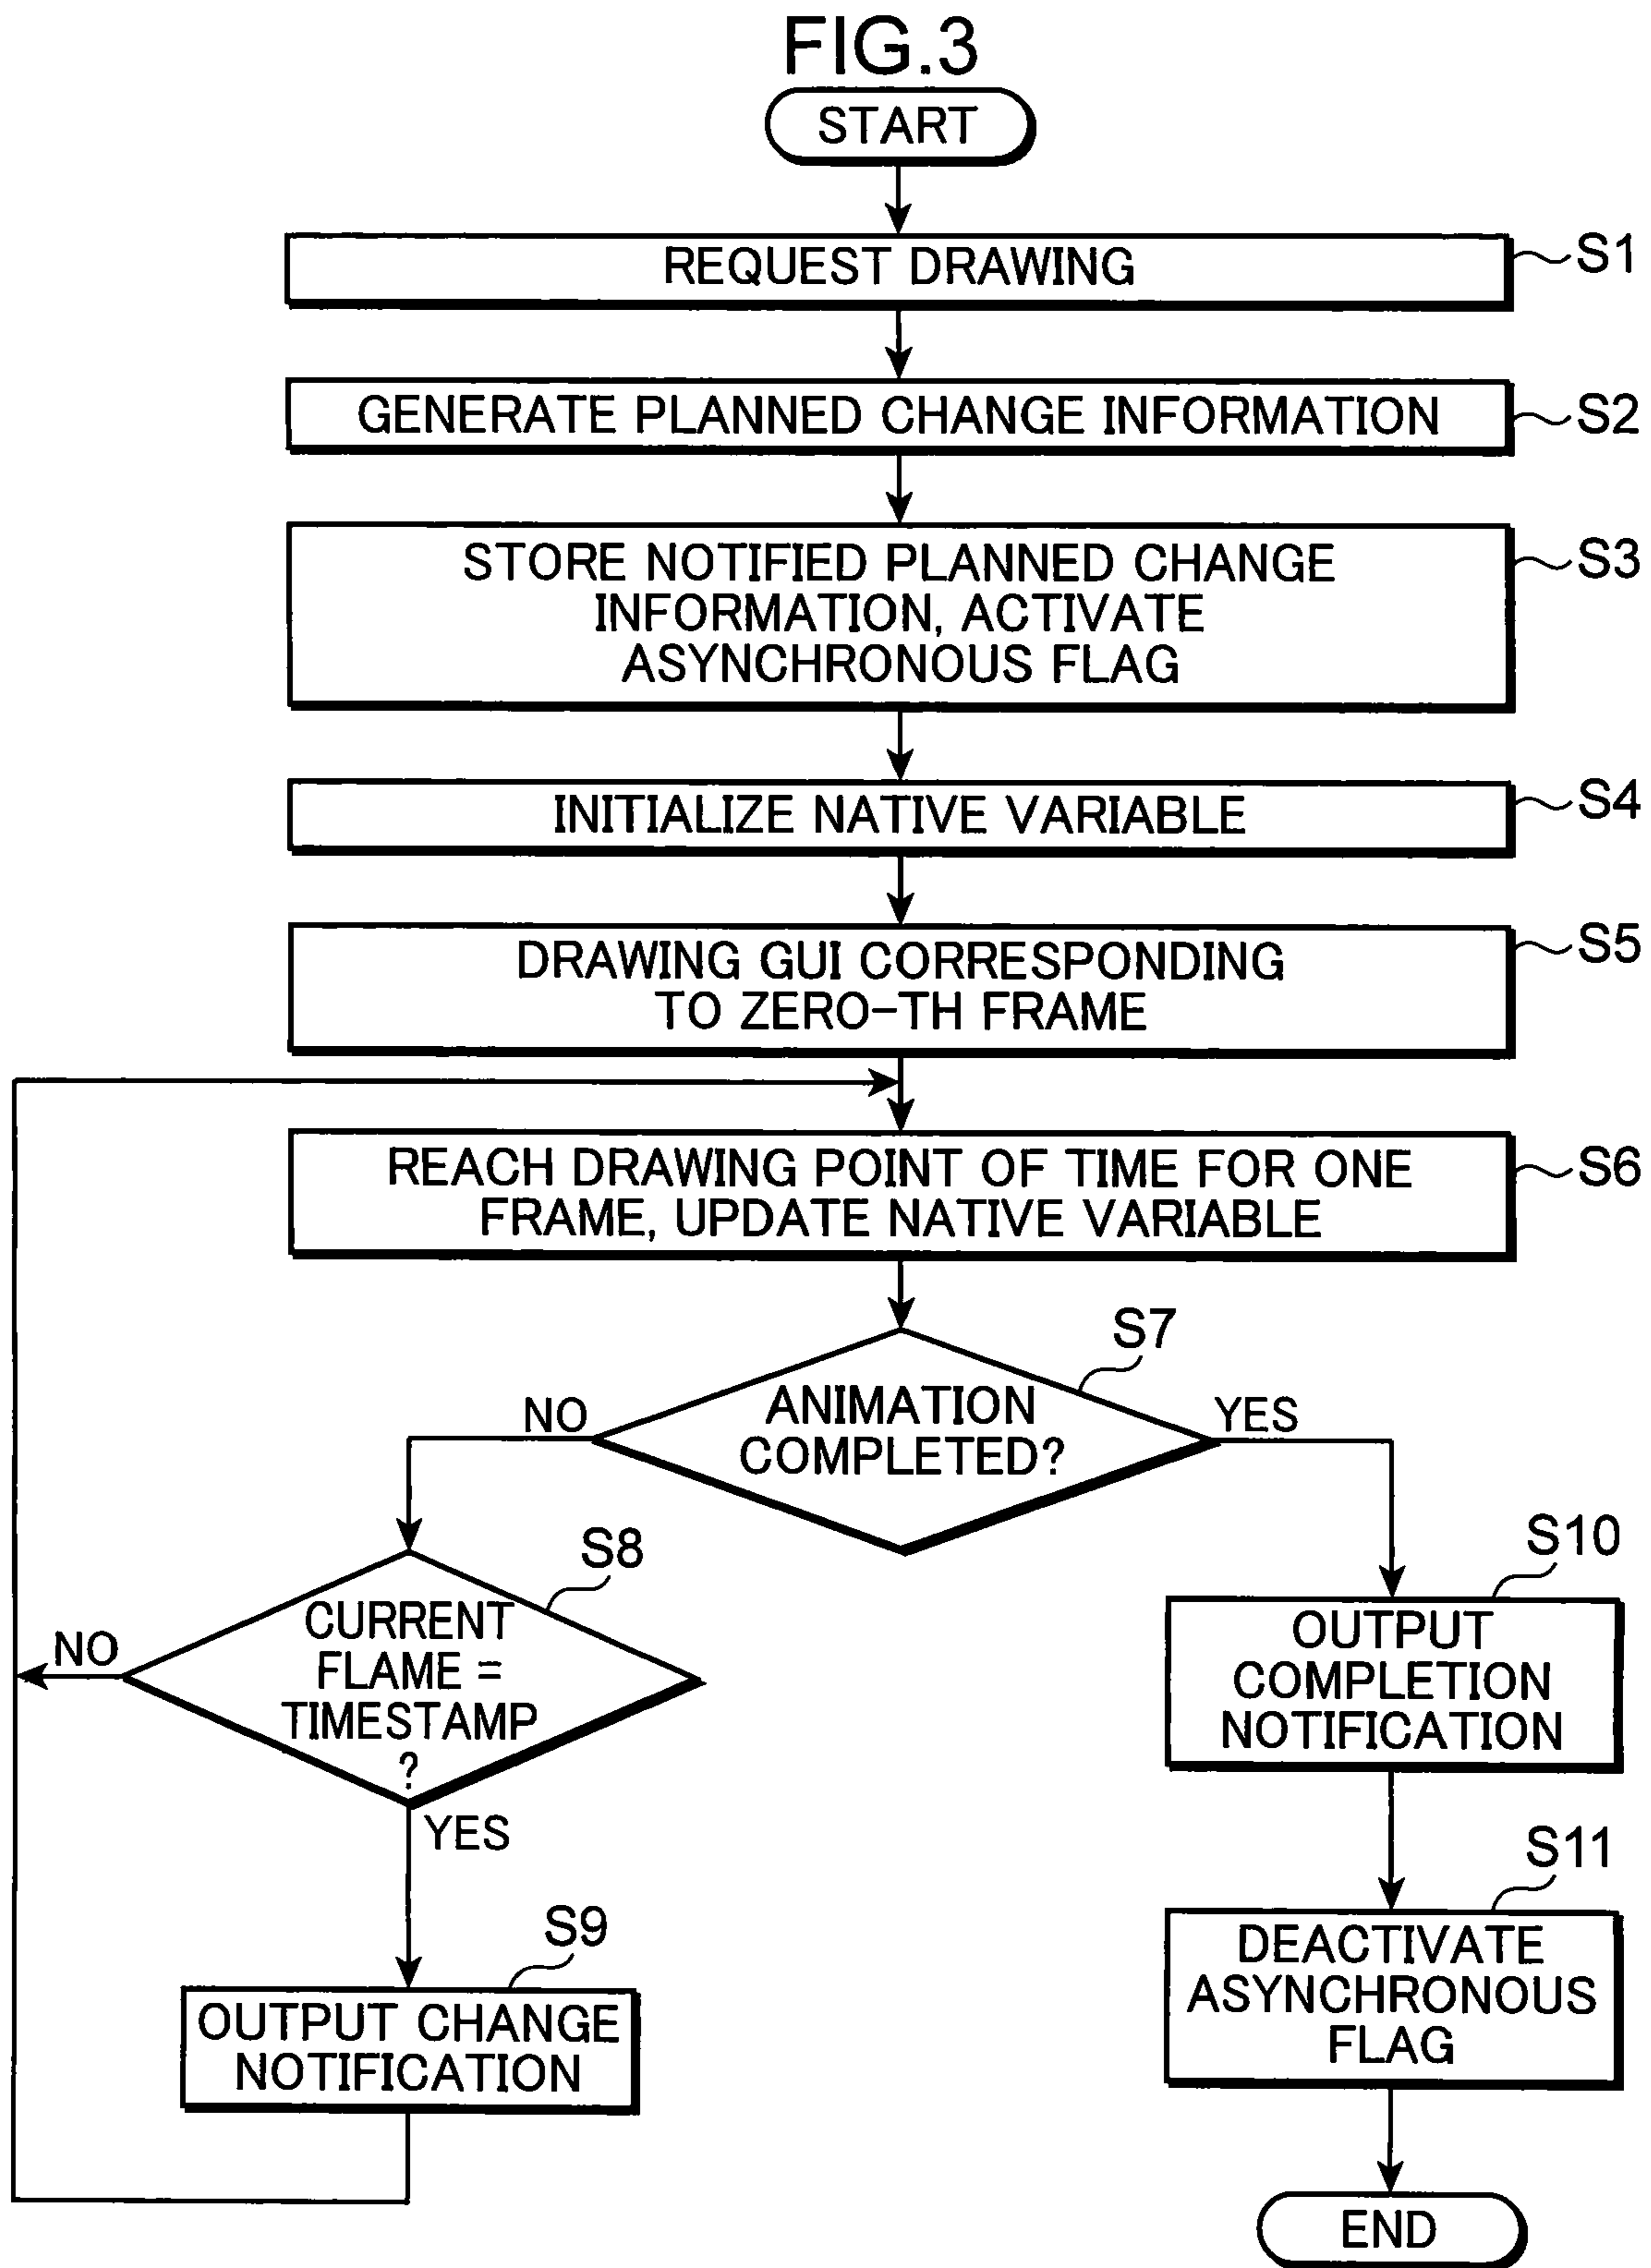 FIG.3
START
REQUEST DRAWING
S1
GENERATE PLANNED CHANGE INFORMATION
S2
STORE NOTIFIED PLANNED CHANGE
INFORMATION, ACTIVATE
ASYNCHRONOUS FLAG
S3
INITIALIZE NATIVE VARIABLE
S4
DRAWING GUI CORRESPONDING
TO ZERO-TH FRAME
S5
REACH DRAWING POINT OF TIME FOR ONE
FRAME, UPDATE NATIVE VARIABLE
S6
S7
ANIMATION
COMPLETED?
NO
YES
S8
CURRENT
FLAME =
TIMESTAMP
?
NO
YES
S9
OUTPUT CHANGE
NOTIFICATION
S10
OUTPUT
COMPLETION
NOTIFICATION
S11
DEACTIVATE
ASYNCHRONOUS
FLAG
END